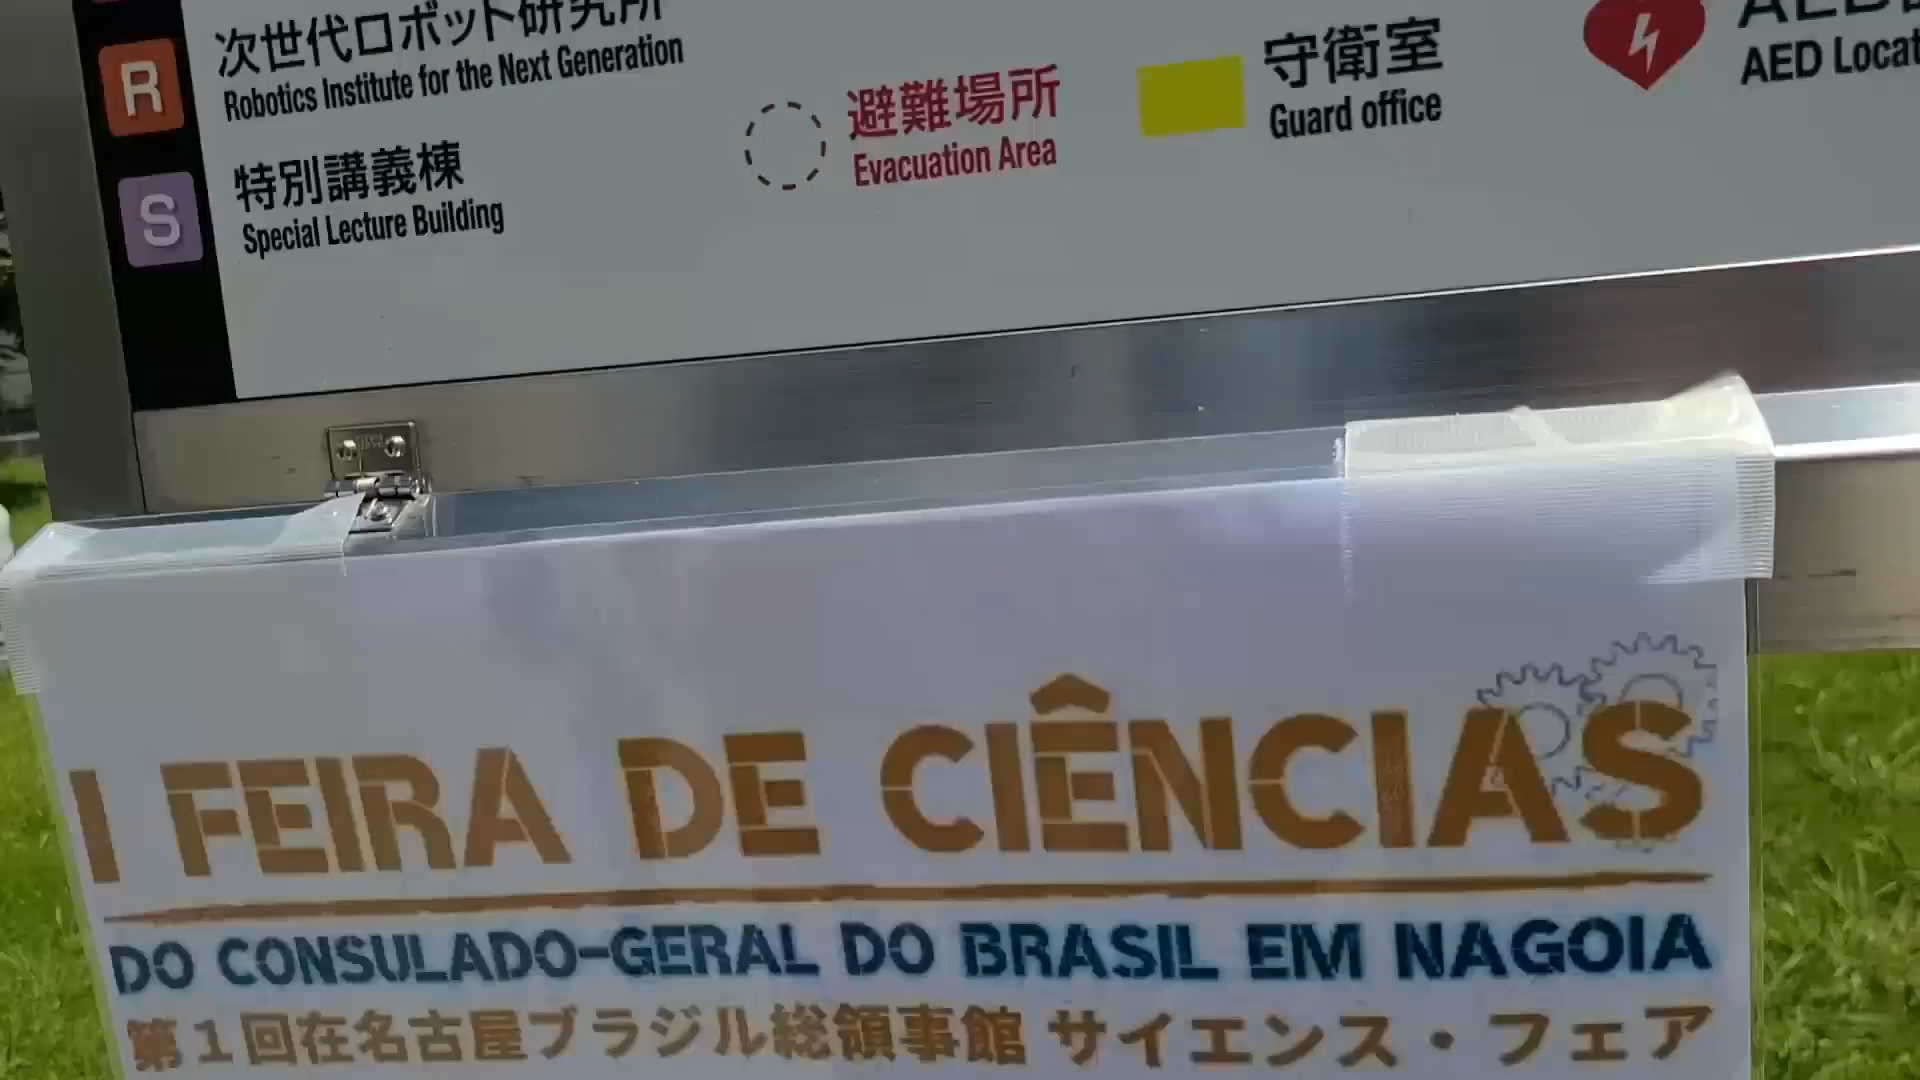 R
次世代ロボット研究所
Robotics Institute for the Next Generation
S
特別講義棟
Special Lecture Building
避難場所
Evacuation Area
守衛室
Guard office
AED
AED
I FEIRA DE CIÊNCIAS
DO CONSULADO-GERAL DO BRASIL EM NAGOIA
第1回在名古屋ブラジル総領事館 サイエンス・フェア